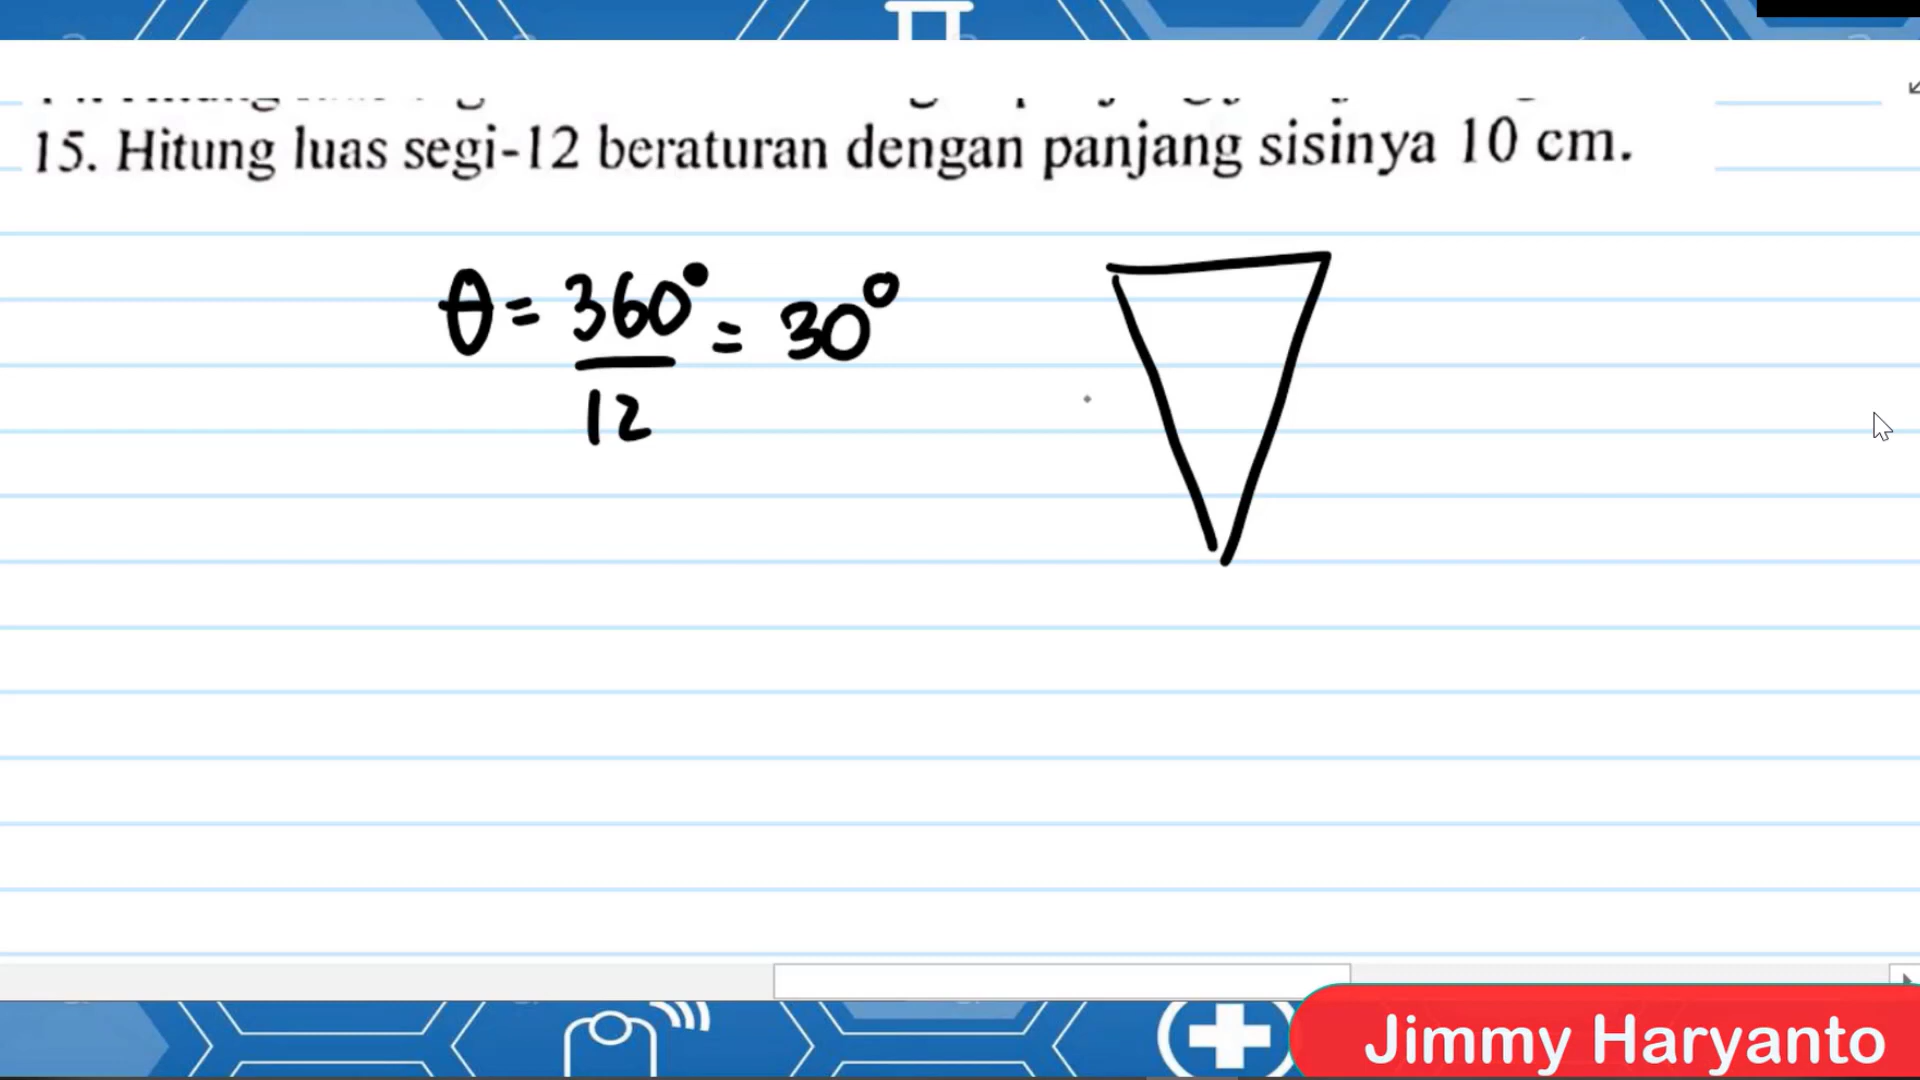 15. Hitung luas segi-12 beraturan dengan panjang sisinya 10 cm.
θ = 360° = 30°
12
Jimmy Haryanto